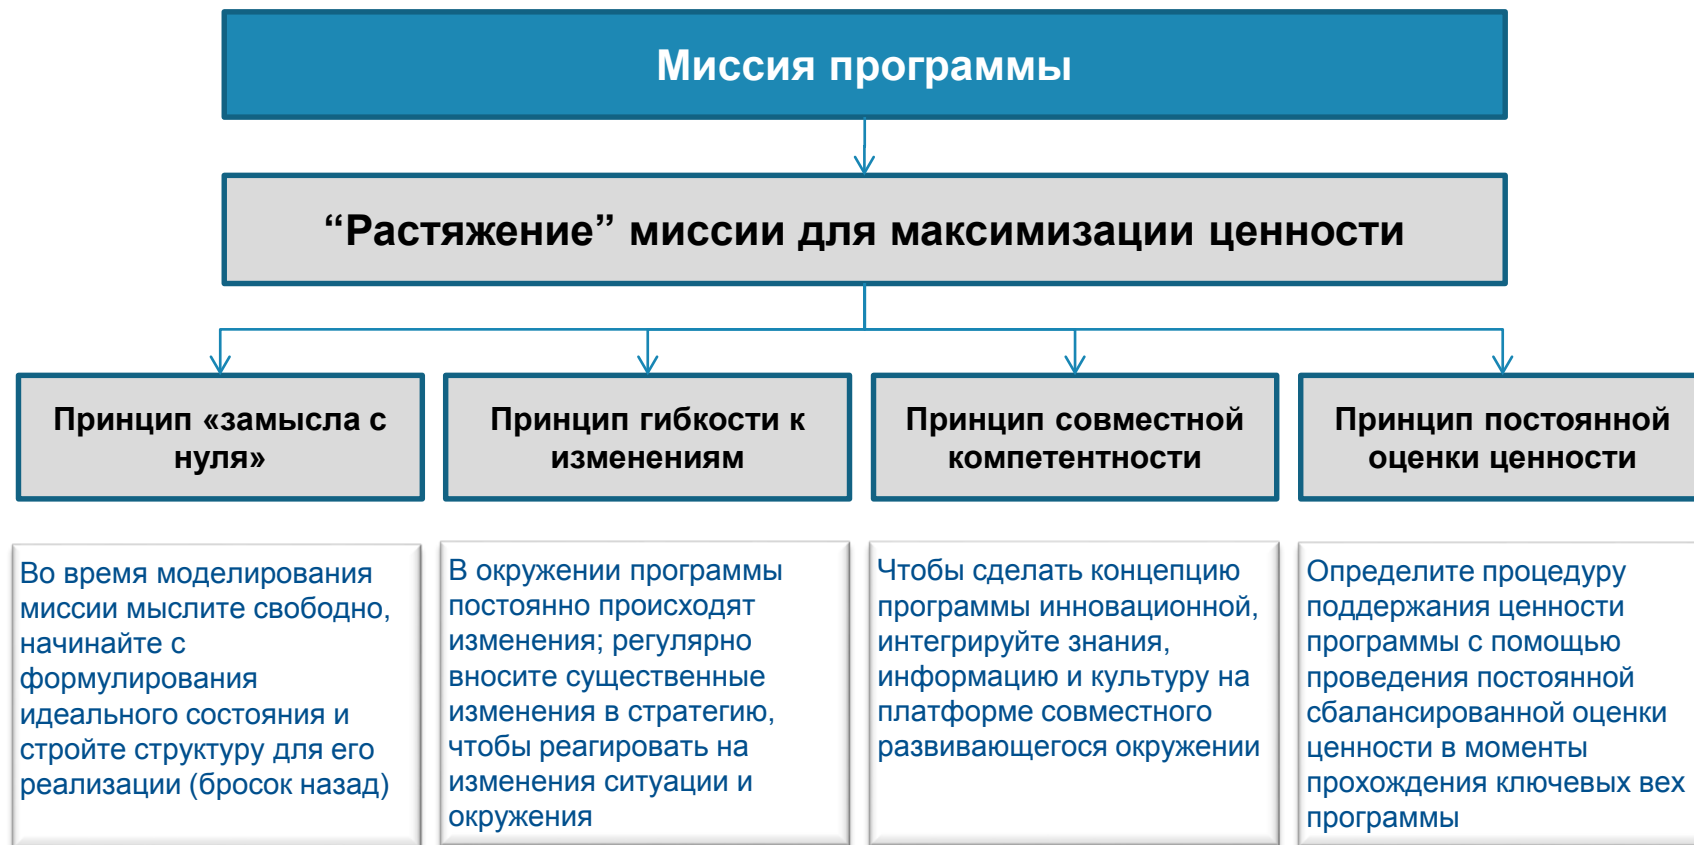 Миссия программы
“Растяжение” миссии для максимизации ценности
Принцип «замысла с
нуля»
Принцип гибкости к
изменениям
Принцип совместной
компетентности
Принцип постоянной
оценки ценности
Во время моделирования
миссии мыслите свободно,
начинайте с
формулирования
идеального состояния и
стройте структуру для его
реализации (бросок назад)
В окружении программы
постоянно происходят
изменения; регулярно
вносите существенные
изменения в стратегию,
чтобы реагировать на
изменения ситуации и
окружения
Чтобы сделать концепцию
программы инновационной,
интегрируйте знания,
информацию и культуру на
платформе совместного
развивающегося окружении
Определите процедуру
поддержания ценности
программы с помощью
проведения постоянной
сбалансированной оценки
ценности в моменты
прохождения ключевых вех
программы